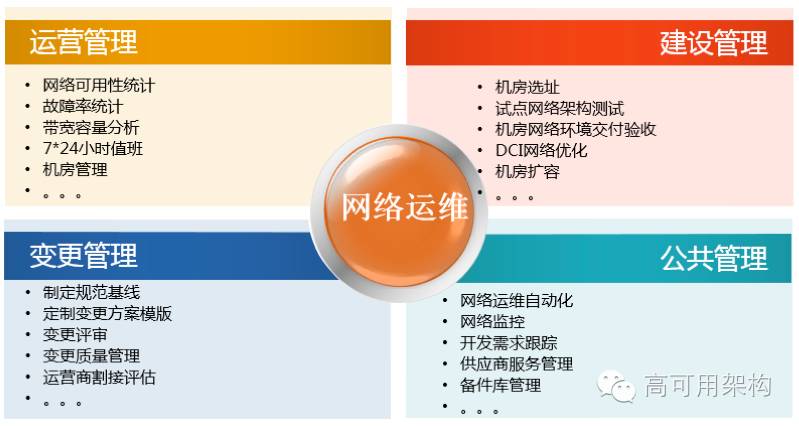 运营管理
• 网络可用性统计
• 故障率统计
• 带宽容量分析
• 7*24小时值班
• 机房管理
• 。。。
建设管理
• 机房选址
• 试点网络架构测试
• 机房网络环境交付验收
• DCI网络优化
• 机房扩容
• 。。。
网络运维
变更管理
• 制定规范基线
• 定制变更方案模版
• 变更评审
• 变更质量管理
• 运营商割接评估
• 。。。
公共管理
• 网络运维自动化
• 网络监控
• 开发需求跟踪
• 供应商服务管理
• 备件库管理
• 。。。
高可用架构